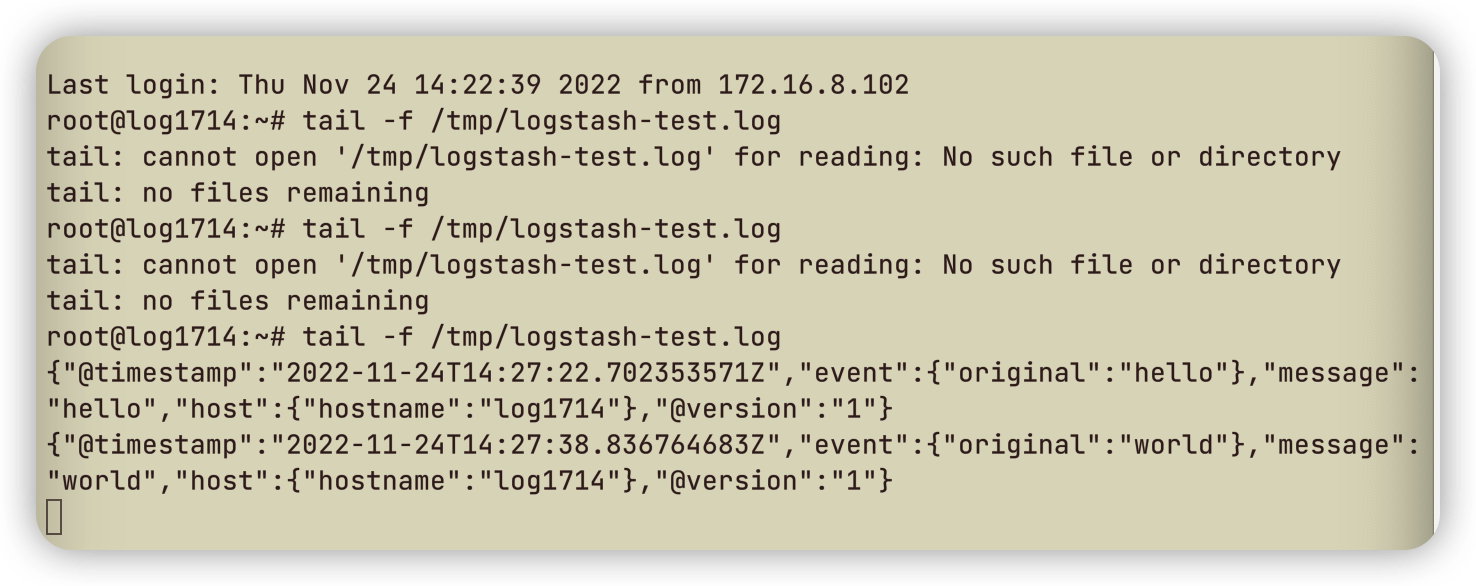 Last login: Thu Nov 24 14:22:39 2022 from 172.16.8.102
root@log1714:~# tail -f /tmp/logstash-test.log
tail: cannot open '/tmp/logstash-test.log' for reading: No such file or directory
tail: no files remaining
root@log1714:~# tail -f /tmp/logstash-test.log
tail: cannot open '/tmp/logstash-test.log' for reading: No such file or directory
tail: no files remaining
root@log1714:~# tail -f /tmp/logstash-test.log
{"@timestamp":"2022-11-24T14:27:22.702353571Z","event":{"original":"hello"},"message":
"hello","host":{"hostname":"log1714"},"@version":"1"}
{"@timestamp":"2022-11-24T14:27:38.836764683Z","event":{"original":"world"},"message":
"world","host":{"hostname":"log1714"},"@version":"1"}